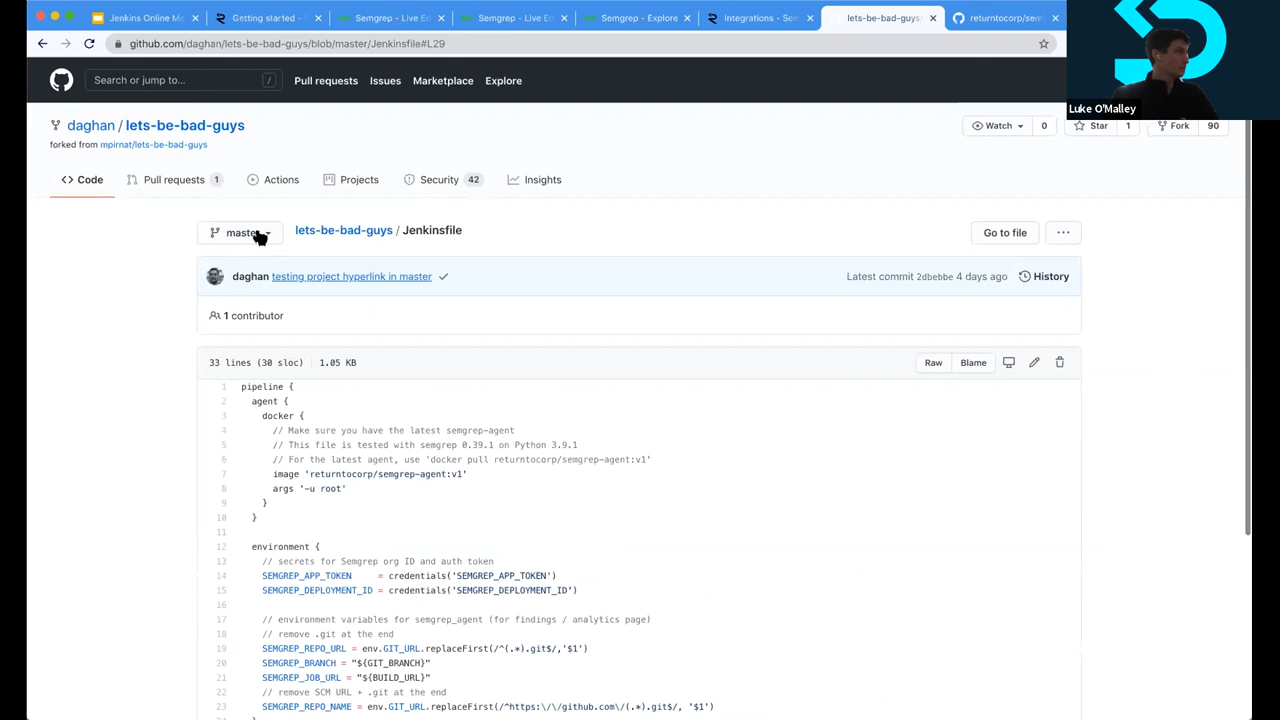 Jenkins Online Me
Getting started -
Semgrep - Live Ed
Semgrep - Live Ed
Semgrep - Explore
Integrations - Sem
lets-be-bad-guys
returntocorp/sem
github.com/daghan/lets-be-bad-guys/blob/master/Jenkinsfile#L29
Search or jump to...
/
Pull requests
Issues
Marketplace
Explore
Luke O'Malley
daghan / lets-be-bad-guys
forked from mpirnat/lets-be-bad-guys
Watch 0
Star 1
Fork 90
Code
Pull requests 1
Actions
Projects
Security 42
Insights
master
lets-be-bad-guys / Jenkinsfile
Go to file
...
daghan testing project hyperlink in master
Latest commit 2dbebbe 4 days ago
History
1 contributor
33 lines (30 sloc) 1.05 KB
Raw
Blame
1 pipeline {
2 agent {
3 docker {
4 // Make sure you have the latest semgrep-agent
5 // This file is tested with semgrep 0.39.1 on Python 3.9.1
6 // For the latest agent, use 'docker pull returntocorp/semgrep-agent:v1'
7 image 'returntocorp/semgrep-agent:v1'
8 args '-u root'
9 }
10 }
11
12 environment {
13 // secrets for Semgrep org ID and auth token
14 SEMGREP_APP_TOKEN = credentials('SEMGREP_APP_TOKEN')
15 SEMGREP_DEPLOYMENT_ID = credentials('SEMGREP_DEPLOYMENT_ID')
16
17 // environment variables for semgrep_agent (for findings / analytics page)
18 // remove .git at the end
19 SEMGREP_REPO_URL = env.GIT_URL.replaceFirst(/^(.*).git$/,'$1')
20 SEMGREP_BRANCH = "${GIT_BRANCH}"
21 SEMGREP_JOB_URL = "${BUILD_URL}"
22 // remove SCM URL + .git at the end
23 SEMGREP_REPO_NAME = env.GIT_URL.replaceFirst(/^https:\/\/github.com\/(.*).git$/, '$1')